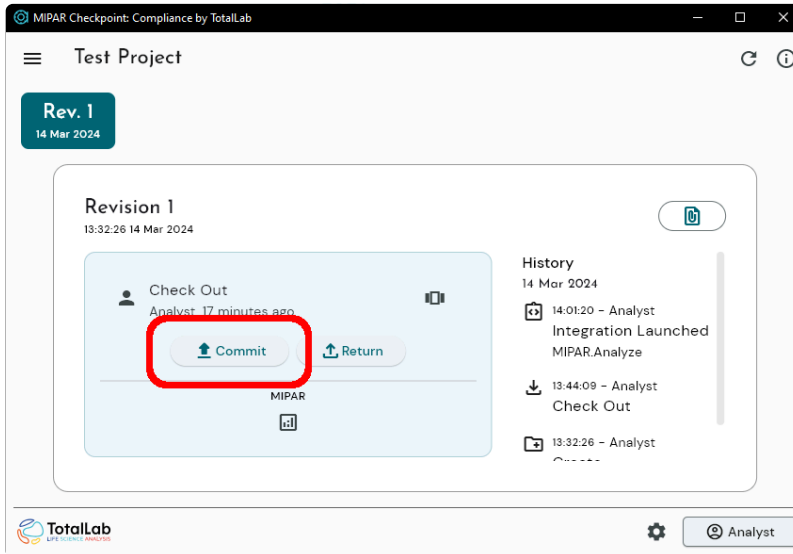 MIPAR Checkpoint: Compliance by TotalLab
Test Project
Rev. 1
14 Mar 2024
Revision 1
13:32:26 14 Mar 2024
Check Out
Analyst, 17 minutes ago
Commit
Return
MIPAR
History
14 Mar 2024
14:01:20 - Analyst
Integration Launched
MIPAR.Analyze
13:44:09 - Analyst
Check Out
13:32:26 - Analyst
TotalLab
LIFE SCIENCE ANALYSIS
Analyst